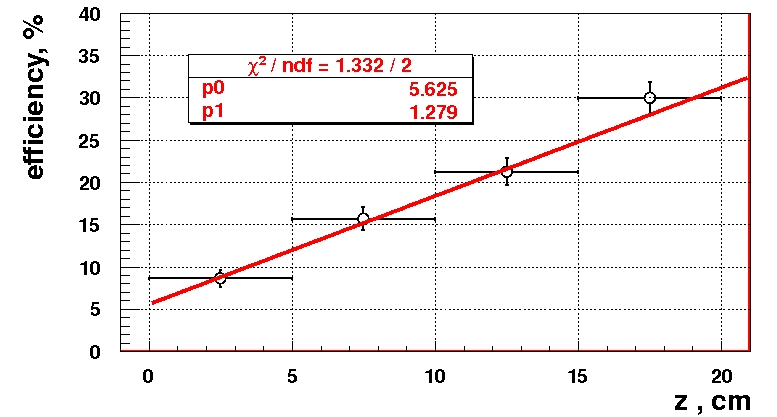 efficiency, %
40
35
30
25
20
15
10
5
0
χ² / ndf = 1.332 / 2
p0 5.625
p1 1.279
0 5 10 15 20
z , cm